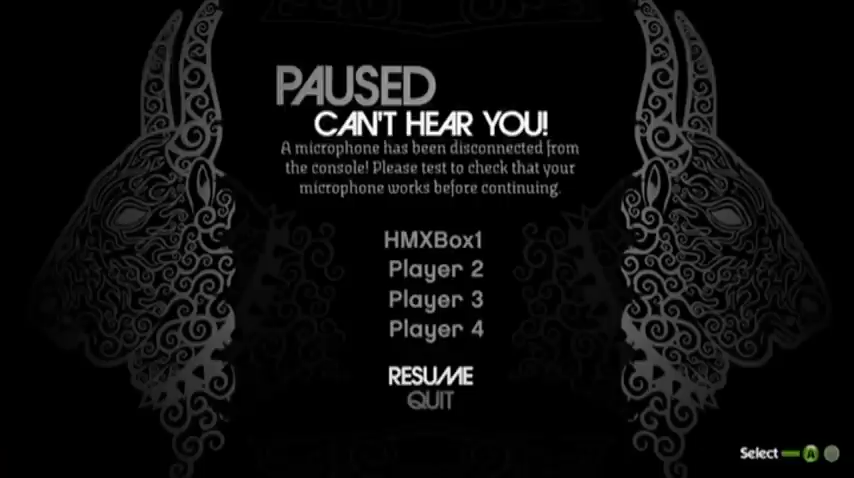 PAUSED
CAN'T HEAR YOU!
A microphone has been disconnected from
the console! Please test to check that your
microphone works before continuing.
HMXBox1
Player 2
Player 3
Player 4
RESUME
QUIT
Select A